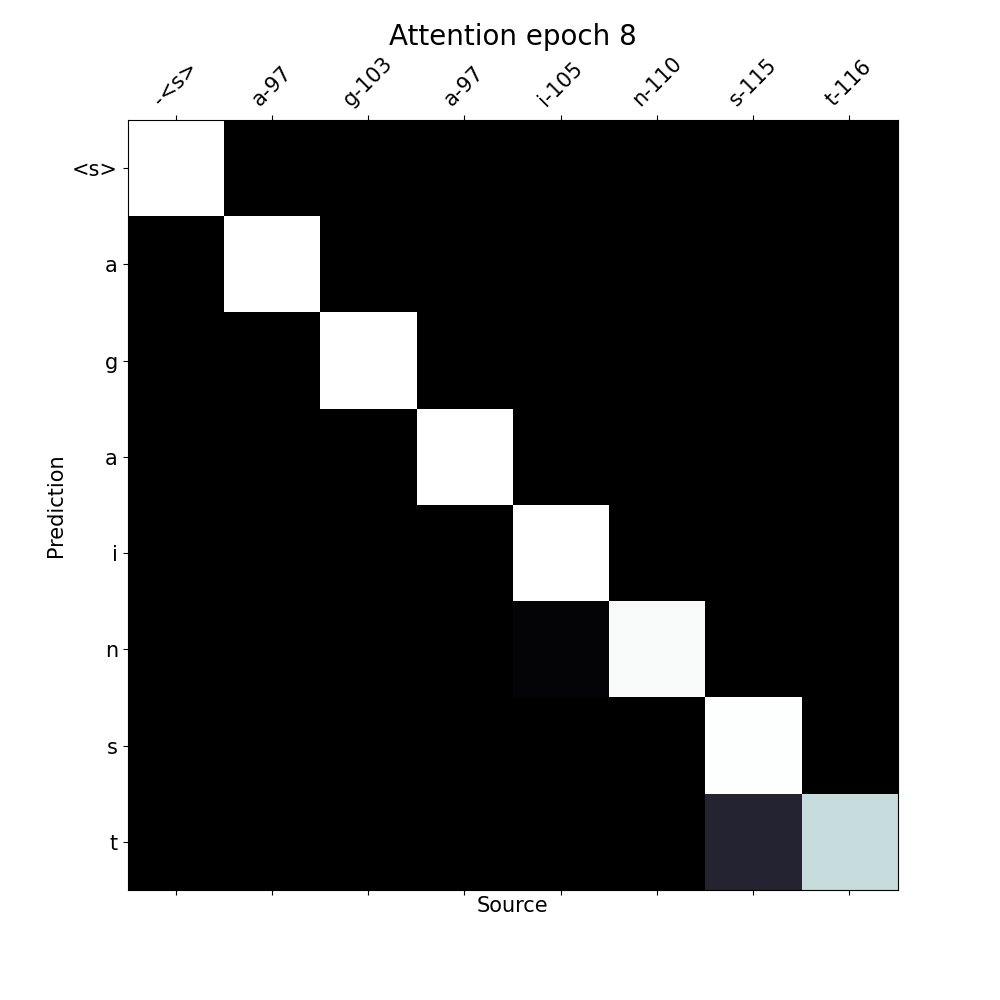 Attention epoch 8
-<s> a-97 g-103 a-97 i-105 n-110 s-115 t-116
<s>
a
g
a
i
n
s
t
Prediction
Source